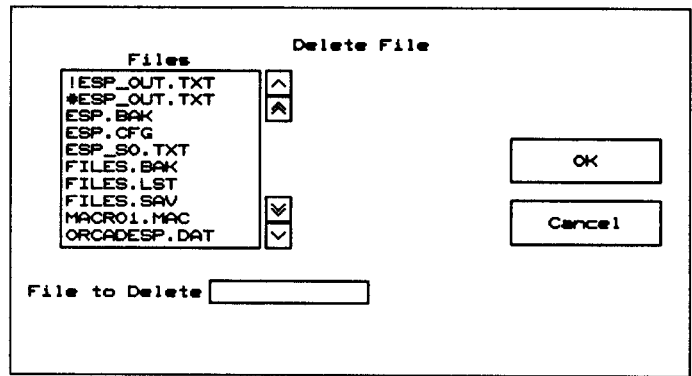 Delete File
Files
!ESP_OUT.TXT
#ESP_OUT.TXT
ESP.BAK
ESP.CFG
ESP_SO.TXT
FILES.BAK
FILES.LST
FILES.SAV
MACRO1.MAC
ORCADESP.DAT
OK
Cancel
File to Delete